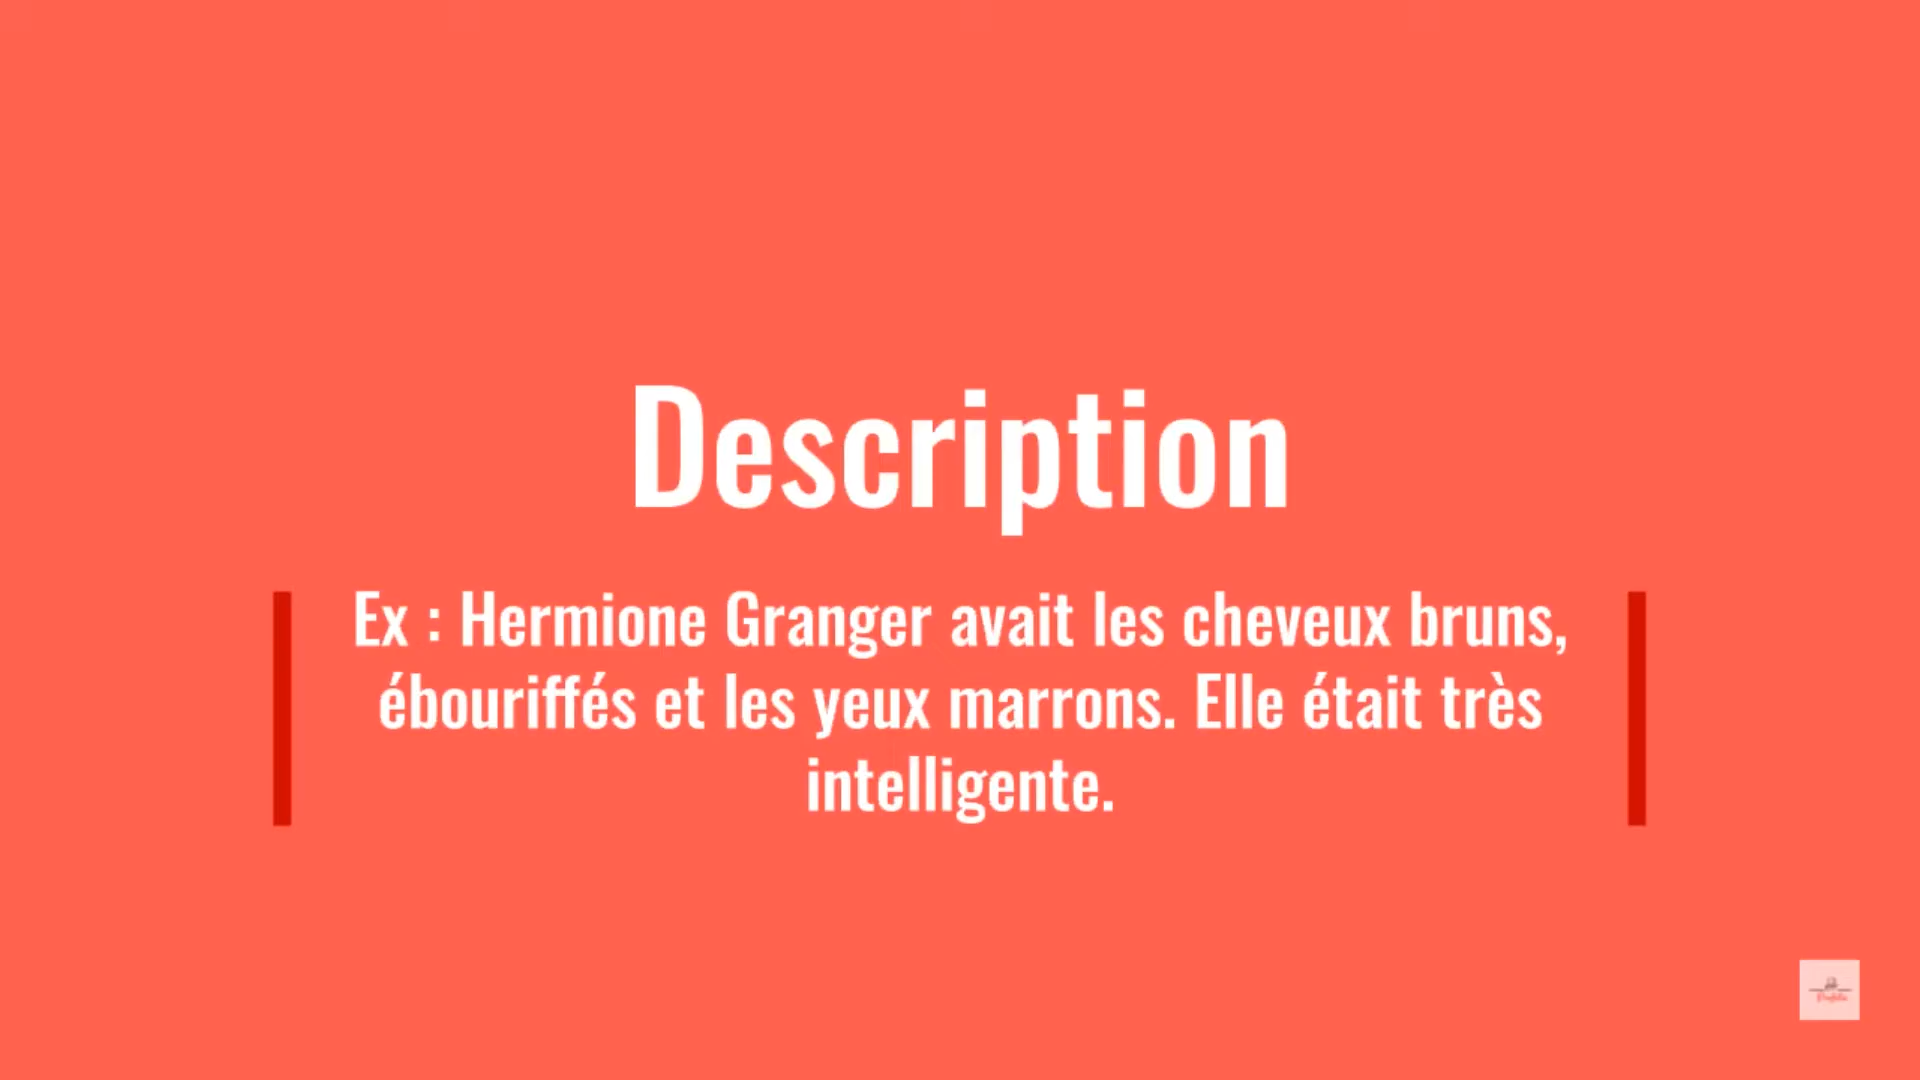 Description
Ex : Hermione Granger avait les cheveux bruns,
ébouriffés et les yeux marrons. Elle était très
intelligente.